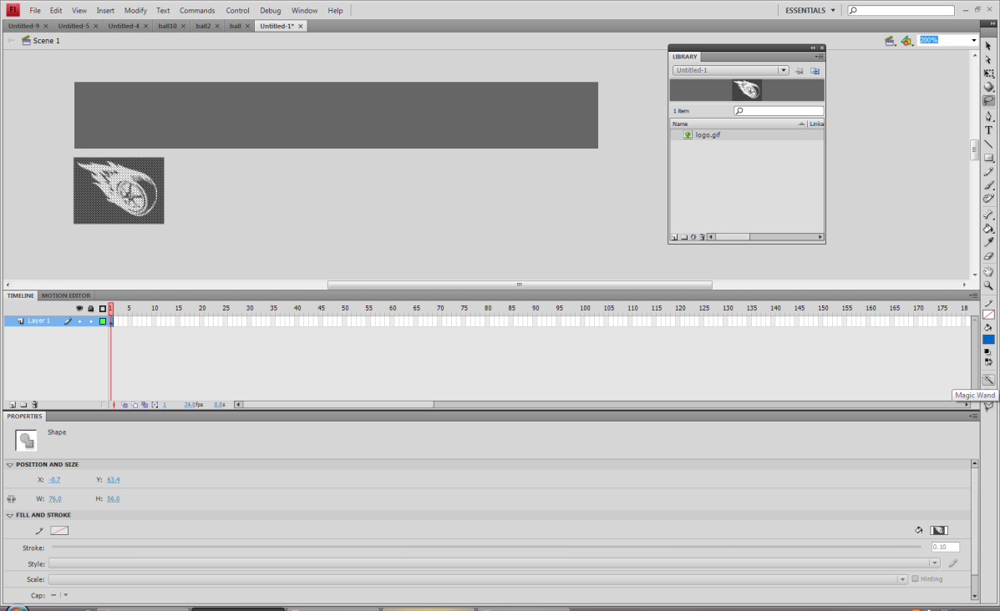 Fl File Edit View Insert Modify Text Commands Control Debug Window Help ESSENTIALS
Untitled-9 × Untitled-5 × Untitled-4 × ball10 × ball2 × ball × Untitled-1* ×
Scene 1 200%
LIBRARY
Untitled-1
1 item
Name Linka
logo.gif
TIMELINE MOTION EDITOR
1 5 10 15 20 25 30 35 40 45 50 55 60 65 70 75 80 85 90 95 100 105 110 115 120 125 130 135 140 145 150 155 160 165 170 175 18
Layer 1
Magic Wand
1 24.0fps 0.0s
PROPERTIES
Shape
POSITION AND SIZE
X: -0.7 Y: 63.4
W: 76.0 H: 56.0
FILL AND STROKE
Stroke: 0.10
Style:
Scale: Hinting
Cap: